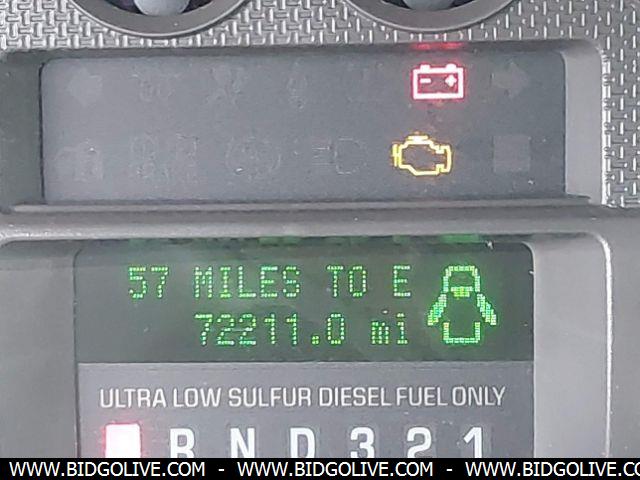 57 MILES TO E
72211.0 mi
ULTRA LOW SULFUR DIESEL FUEL ONLY
R N D 3 2 1
WWW.BIDGOLIVE.COM - WWW.BIDGOLIVE.COM - WWW.BIDGOLIVE.COM